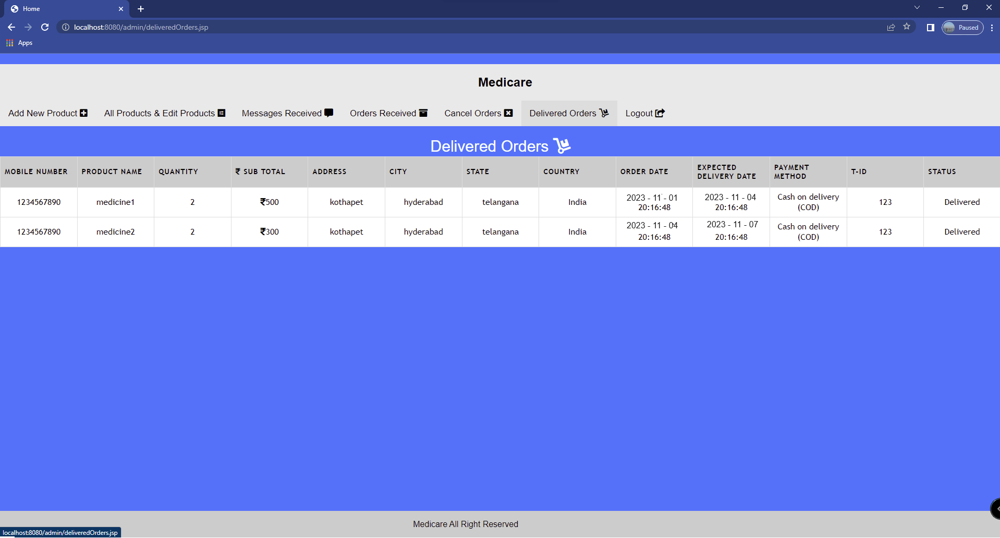 Home
localhost:8080/admin/deliveredOrders.jsp
Paused
Apps
Medicare
Add New Product All Products & Edit Products Messages Received Orders Received Cancel Orders Delivered Orders Logout
Delivered Orders
MOBILE NUMBER PRODUCT NAME QUANTITY ₹ SUB TOTAL ADDRESS CITY STATE COUNTRY ORDER DATE EXPECTED DELIVERY DATE PAYMENT METHOD T-ID STATUS
1234567890 medicine1 2 ₹500 kothapet hyderabad telangana India 2023 - 11 - 01 20:16:48 2023 - 11 - 04 20:16:48 Cash on delivery (COD) 123 Delivered
1234567890 medicine2 2 ₹300 kothapet hyderabad telangana India 2023 - 11 - 04 20:16:48 2023 - 11 - 07 20:16:48 Cash on delivery (COD) 123 Delivered
Medicare All Right Reserved
localhost:8080/admin/deliveredOrders.jsp